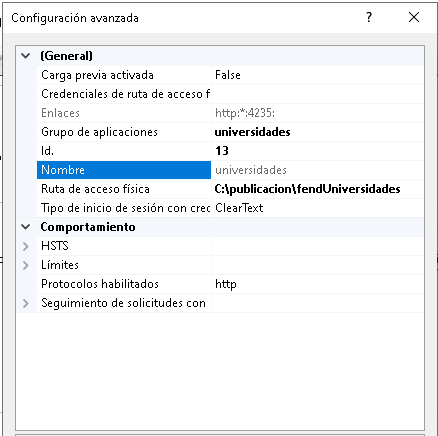 Configuración avanzada ? ×
(General)
Carga previa activada False
Credenciales de ruta de acceso f
Enlaces http:*:4235:
Grupo de aplicaciones universidades
Id. 13
Nombre universidades
Ruta de acceso física C:\publicacion\fendUniversidades
Tipo de inicio de sesión con crec ClearText
Comportamiento
HSTS
Límites
Protocolos habilitados http
Seguimiento de solicitudes con